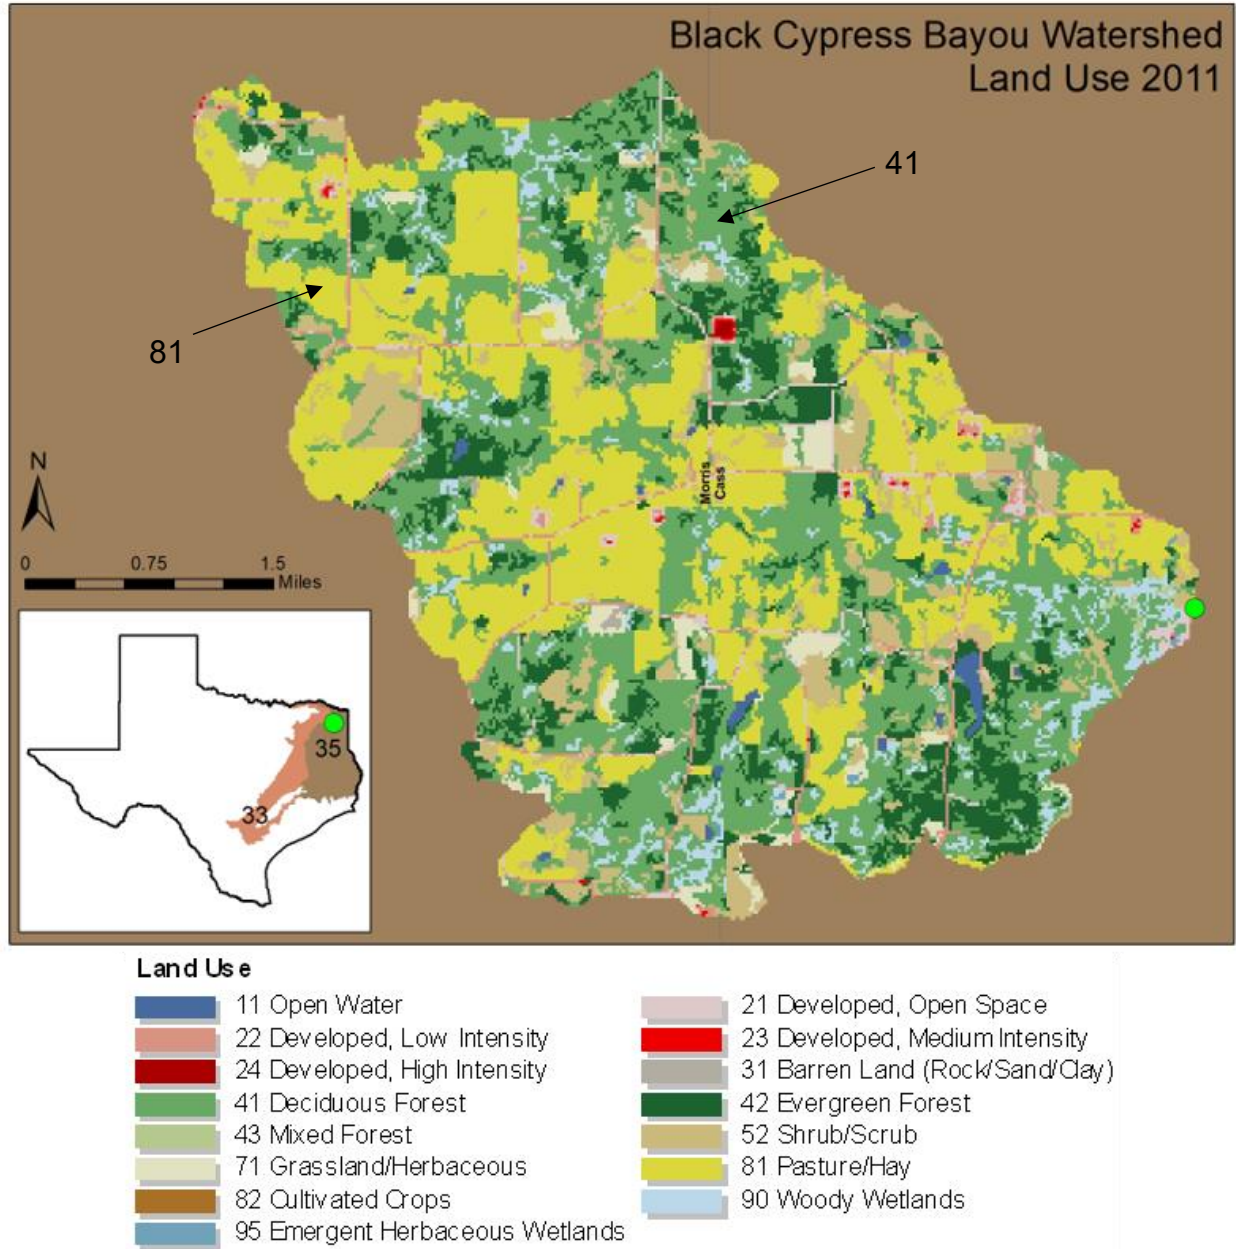 Black Cypress Bayou Watershed
Land Use 2011
41
81
Morris
Cass
N
0 0.75 1.5
Miles
35
33
Land Use
11 Open Water
21 Developed, Open Space
22 Developed, Low Intensity
23 Developed, Medium Intensity
24 Developed, High Intensity
31 Barren Land (Rock/Sand/Clay)
41 Deciduous Forest
42 Evergreen Forest
43 Mixed Forest
52 Shrub/Scrub
71 Grassland/Herbaceous
81 Pasture/Hay
82 Cultivated Crops
90 Woody Wetlands
95 Emergent Herbaceous Wetlands